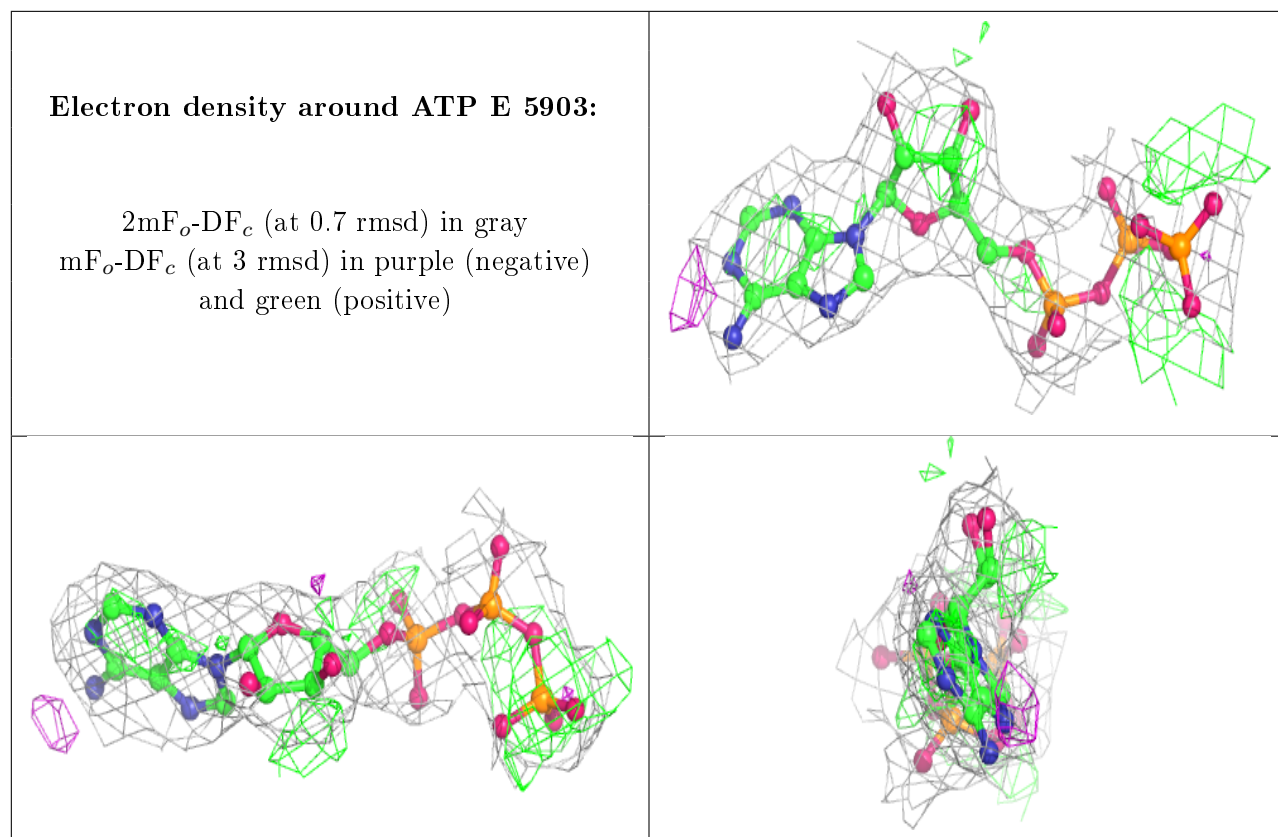 Electron density around ATP E 5903:
2mFₒ-DF𝒸 (at 0.7 rmsd) in gray
mFₒ-DF𝒸 (at 3 rmsd) in purple (negative)
and green (positive)